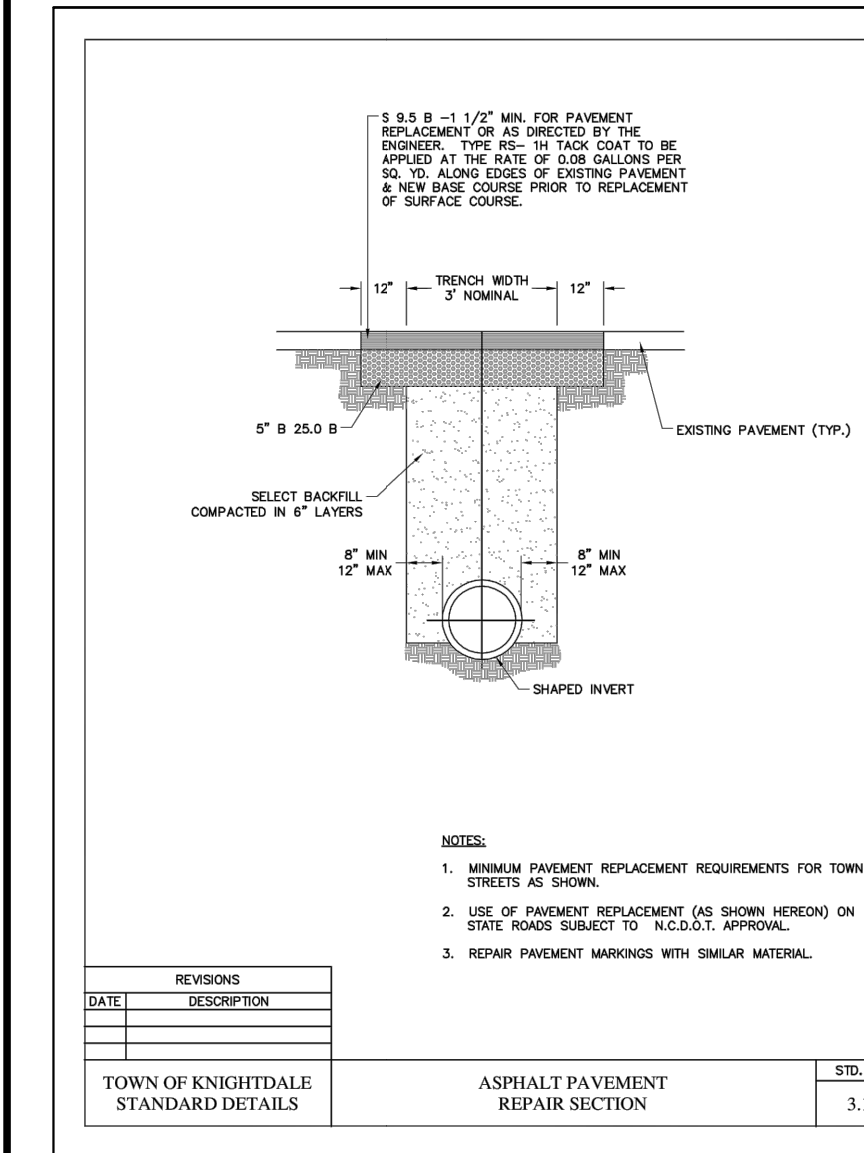 S 9.5 B –1 1/2" MIN. FOR PAVEMENT
REPLACEMENT OR AS DIRECTED BY THE
ENGINEER. TYPE RS– 1H TACK COAT TO BE
APPLIED AT THE RATE OF 0.08 GALLONS PER
SQ. YD. ALONG EDGES OF EXISTING PAVEMENT
& NEW BASE COURSE PRIOR TO REPLACEMENT
OF SURFACE COURSE.
12"
TRENCH WIDTH
3' NOMINAL
12"
5" B 25.0 B
EXISTING PAVEMENT (TYP.)
SELECT BACKFILL
COMPACTED IN 6" LAYERS
8" MIN
12" MAX
8" MIN
12" MAX
SHAPED INVERT
NOTES:
1. MINIMUM PAVEMENT REPLACEMENT REQUIREMENTS FOR TOWN
STREETS AS SHOWN.
2. USE OF PAVEMENT REPLACEMENT (AS SHOWN HEREON) ON
STATE ROADS SUBJECT TO N.C.D.O.T. APPROVAL.
3. REPAIR PAVEMENT MARKINGS WITH SIMILAR MATERIAL.
REVISIONS
DATE DESCRIPTION
TOWN OF KNIGHTDALE
STANDARD DETAILS
ASPHALT PAVEMENT
REPAIR SECTION
STD.